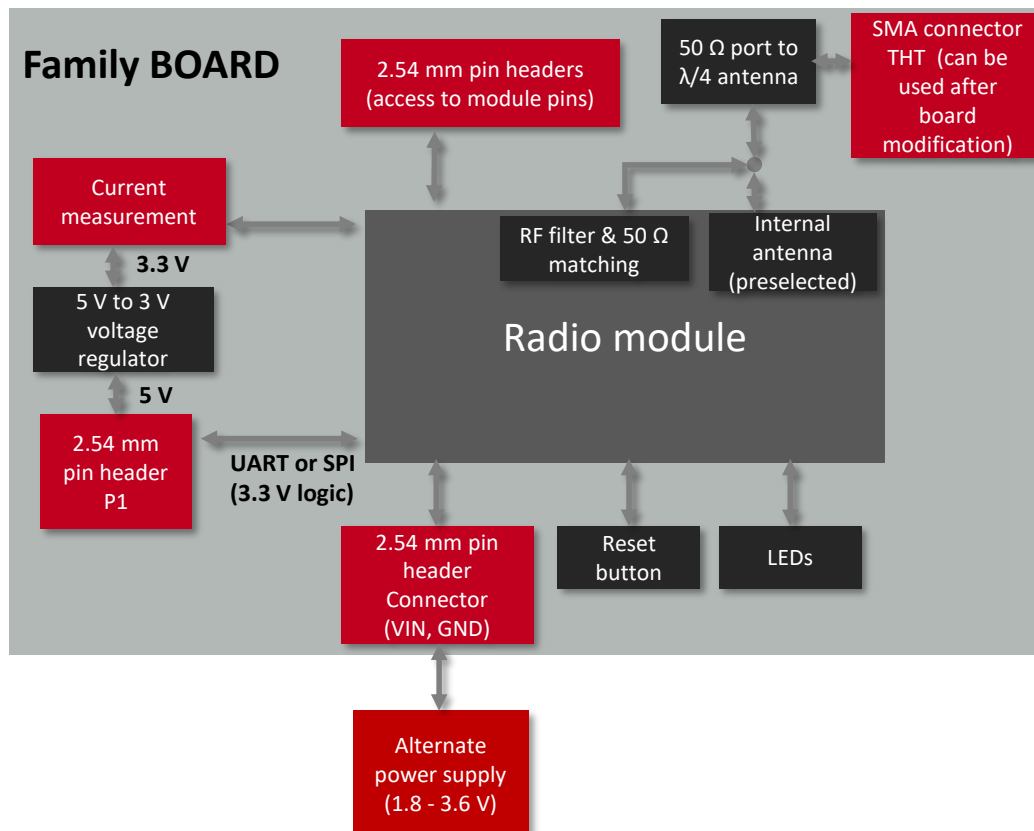 Family BOARD
2.54 mm pin headers
(access to module pins)
50 Ω port to
λ/4 antenna
SMA connector
THT (can be
used after
board
modification)
Current
measurement
3.3 V
5 V to 3 V
voltage
regulator
5 V
2.54 mm
pin header
P1
UART or SPI
(3.3 V logic)
RF filter & 50 Ω
matching
Internal
antenna
(preselected)
Radio module
2.54 mm pin
header
Connector
(VIN, GND)
Reset
button
LEDs
Alternate
power supply
(1.8 - 3.6 V)